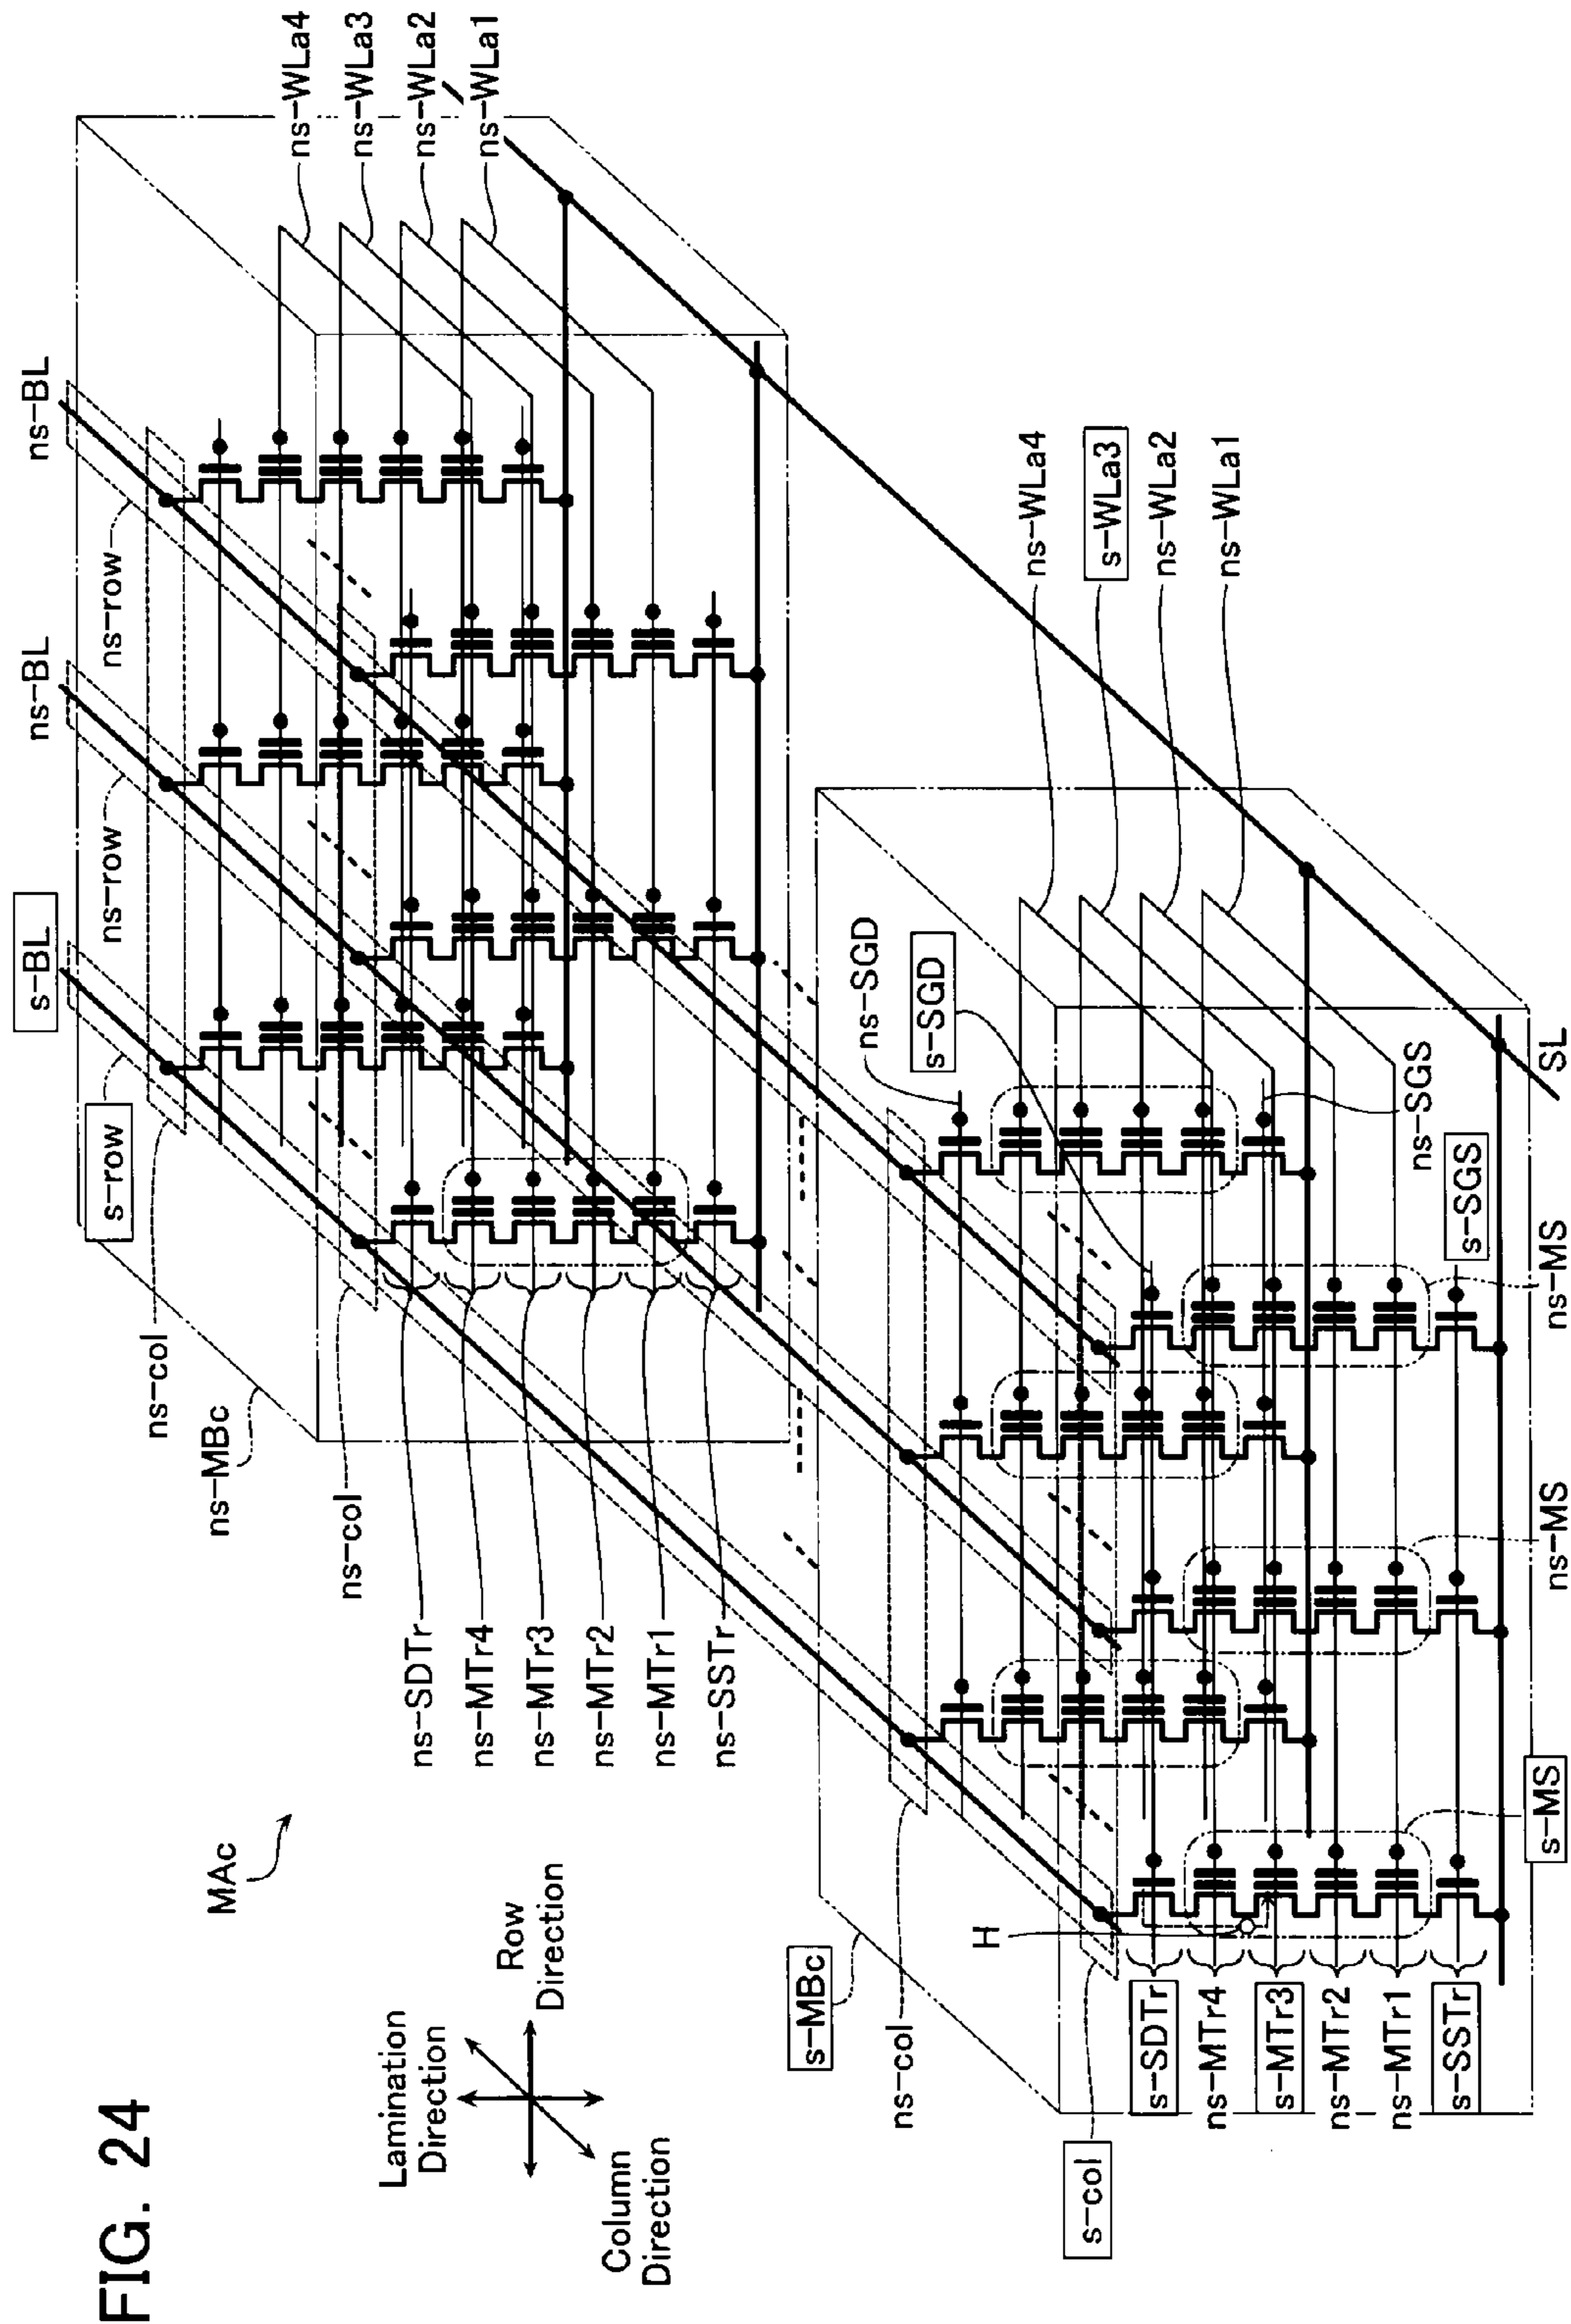 FIG. 24
MAc
Lamination
Direction
Row
Direction
Column
Direction
s-BL
ns-BL
ns-BL
s-row
ns-row
ns-row
ns-col
ns-MBc
ns-col
ns-WLa4
ns-WLa3
ns-WLa2
ns-WLa1
ns-SDTr
ns-MTr4
ns-MTr3
ns-MTr2
ns-MTr1
ns-SSTr
s-MBc
ns-col
s-col
ns-SGD
s-SGD
ns-WLa4
s-WLa3
ns-WLa2
ns-WLa1
H
s-SDTr
ns-MTr4
s-MTr3
ns-MTr2
ns-MTr1
s-SSTr
ns-SGS
s-SGS
SL
s-MS
ns-MS
ns-MS